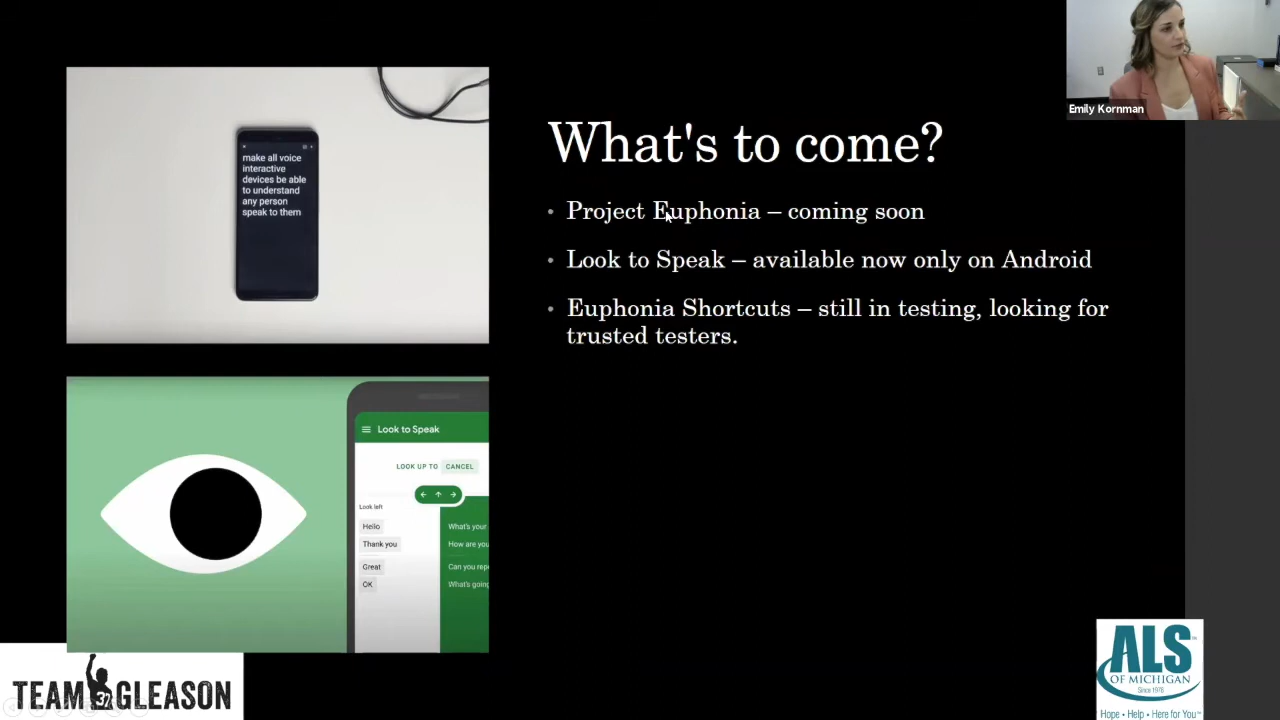 Emily Kornman
make all voice
interactive
devices be able
to understand
any person
speak to them
What's to come?
• Project Euphonia – coming soon
• Look to Speak – available now only on Android
• Euphonia Shortcuts – still in testing, looking for
trusted testers.
Look to Speak
LOOK UP TO CANCEL
Look left
Hello
Thank you
Great
OK
What's your
How are you
Can you repe
What's going
TEAM GLEASON
37
ALS
OF MICHIGAN
Since 1976
Hope • Help • Here for You